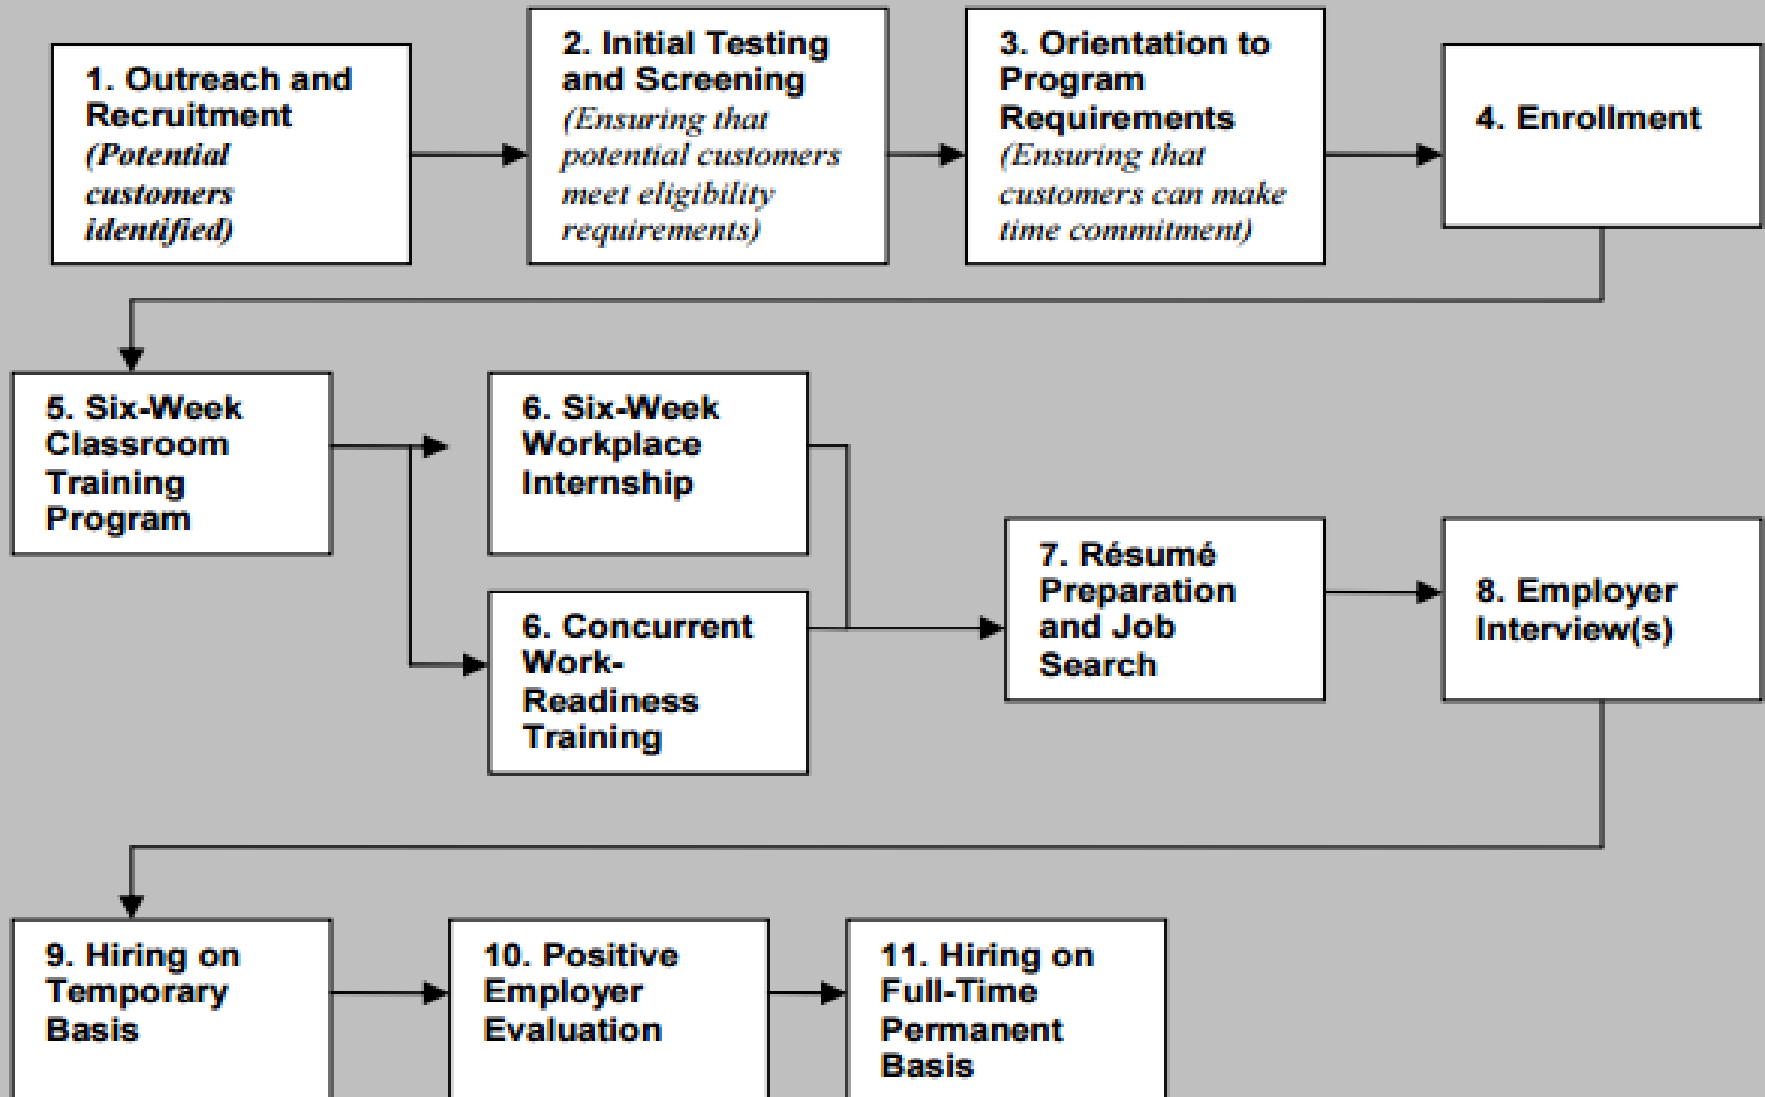 1. Outreach and
Recruitment
(Potential
customers
identified)
2. Initial Testing
and Screening
(Ensuring that
potential customers
meet eligibility
requirements)
3. Orientation to
Program
Requirements
(Ensuring that
customers can make
time commitment)
4. Enrollment
5. Six-Week
Classroom
Training
Program
6. Six-Week
Workplace
Internship
6. Concurrent
Work-
Readiness
Training
7. Résumé
Preparation
and Job
Search
8. Employer
Interview(s)
9. Hiring on
Temporary
Basis
10. Positive
Employer
Evaluation
11. Hiring on
Full-Time
Permanent
Basis